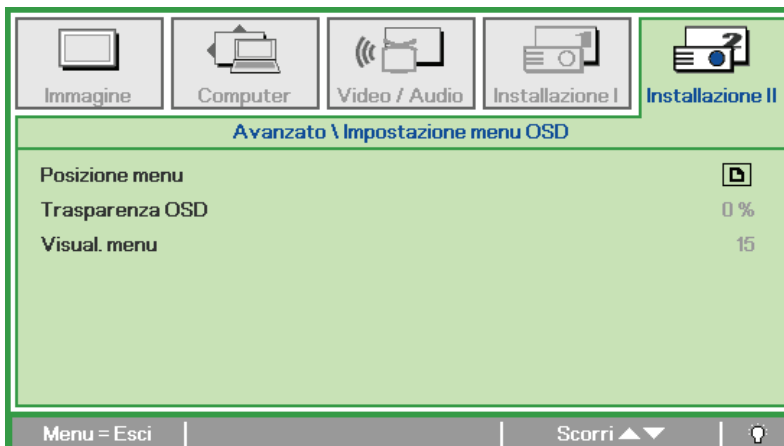 Immagine
Computer
Video / Audio
Installazione I
Installazione II
Avanzato \ Impostazione menu OSD
Posizione menu
Trasparenza OSD 0 %
Visual. menu 15
Menu = Esci Scorri ▲▼